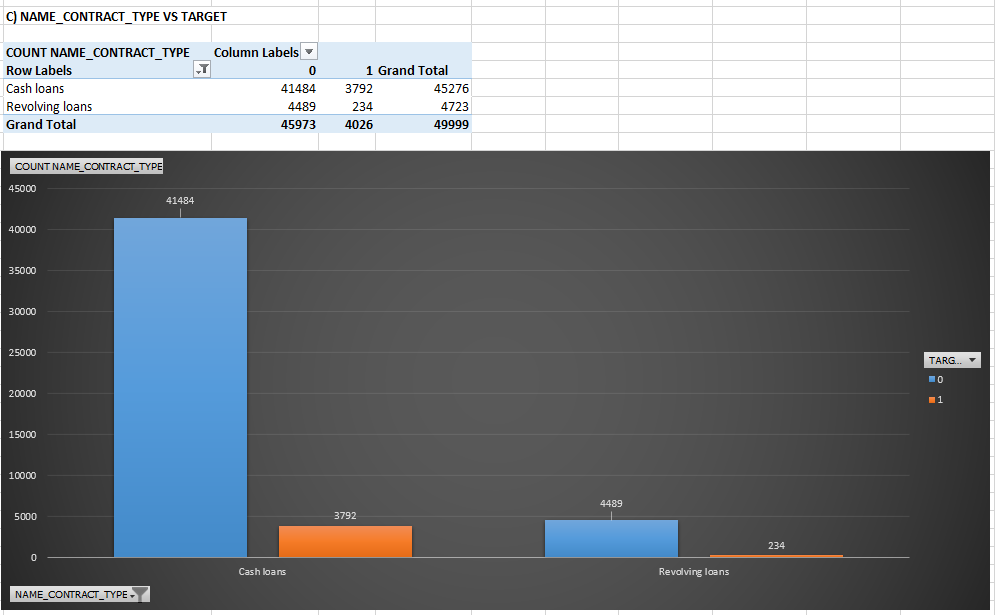 C) NAME_CONTRACT_TYPE VS TARGET
COUNT NAME_CONTRACT_TYPE Column Labels
Row Labels 0 1 Grand Total
Cash loans 41484 3792 45276
Revolving loans 4489 234 4723
Grand Total 45973 4026 49999
COUNT NAME_CONTRACT_TYPE
45000
41484
40000
35000
30000
25000
TARG...
0
20000
1
15000
10000
4489
5000
3792
234
0
Cash loans Revolving loans
NAME_CONTRACT_TYPE